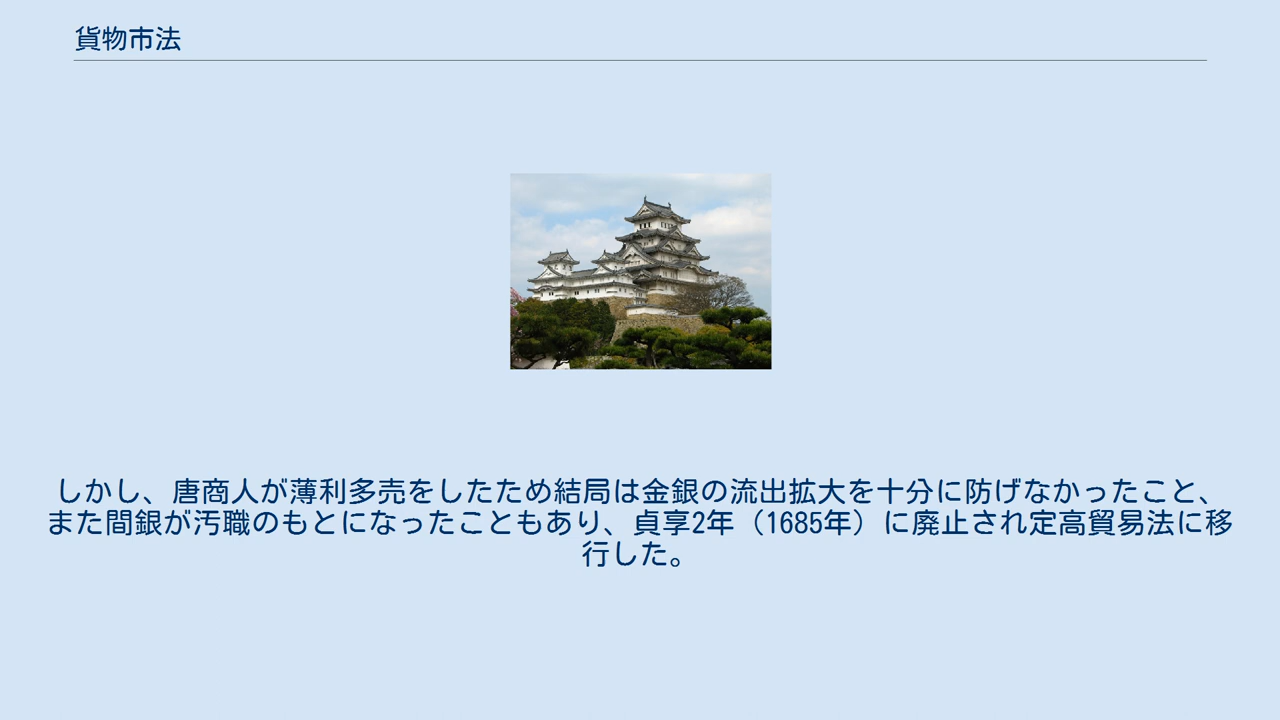 貨物市法
しかし、唐商人が薄利多売をしたため結局は金銀の流出拡大を十分に防げなかったこと、
また間銀が汚職のもとになったこともあり、貞享2年（1685年）に廃止され定高貿易法に移
行した。